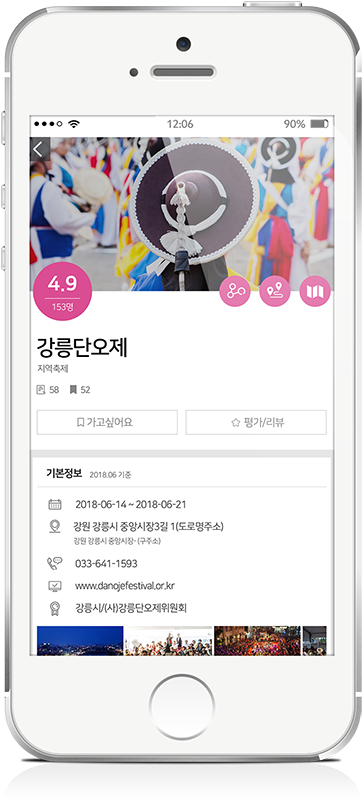 12:06
90%
4.9
153명
강릉단오제
지역축제
58 52
가고싶어요 평가/리뷰
기본정보 2018.06 기준
2018-06-14 ~ 2018-06-21
강원 강릉시 중앙시장3길 1(도로명주소)
강원 강릉시 중앙시장- (구주소)
033-641-1593
www.danojefestival.or.kr
강릉시/(사)강릉단오제위원회